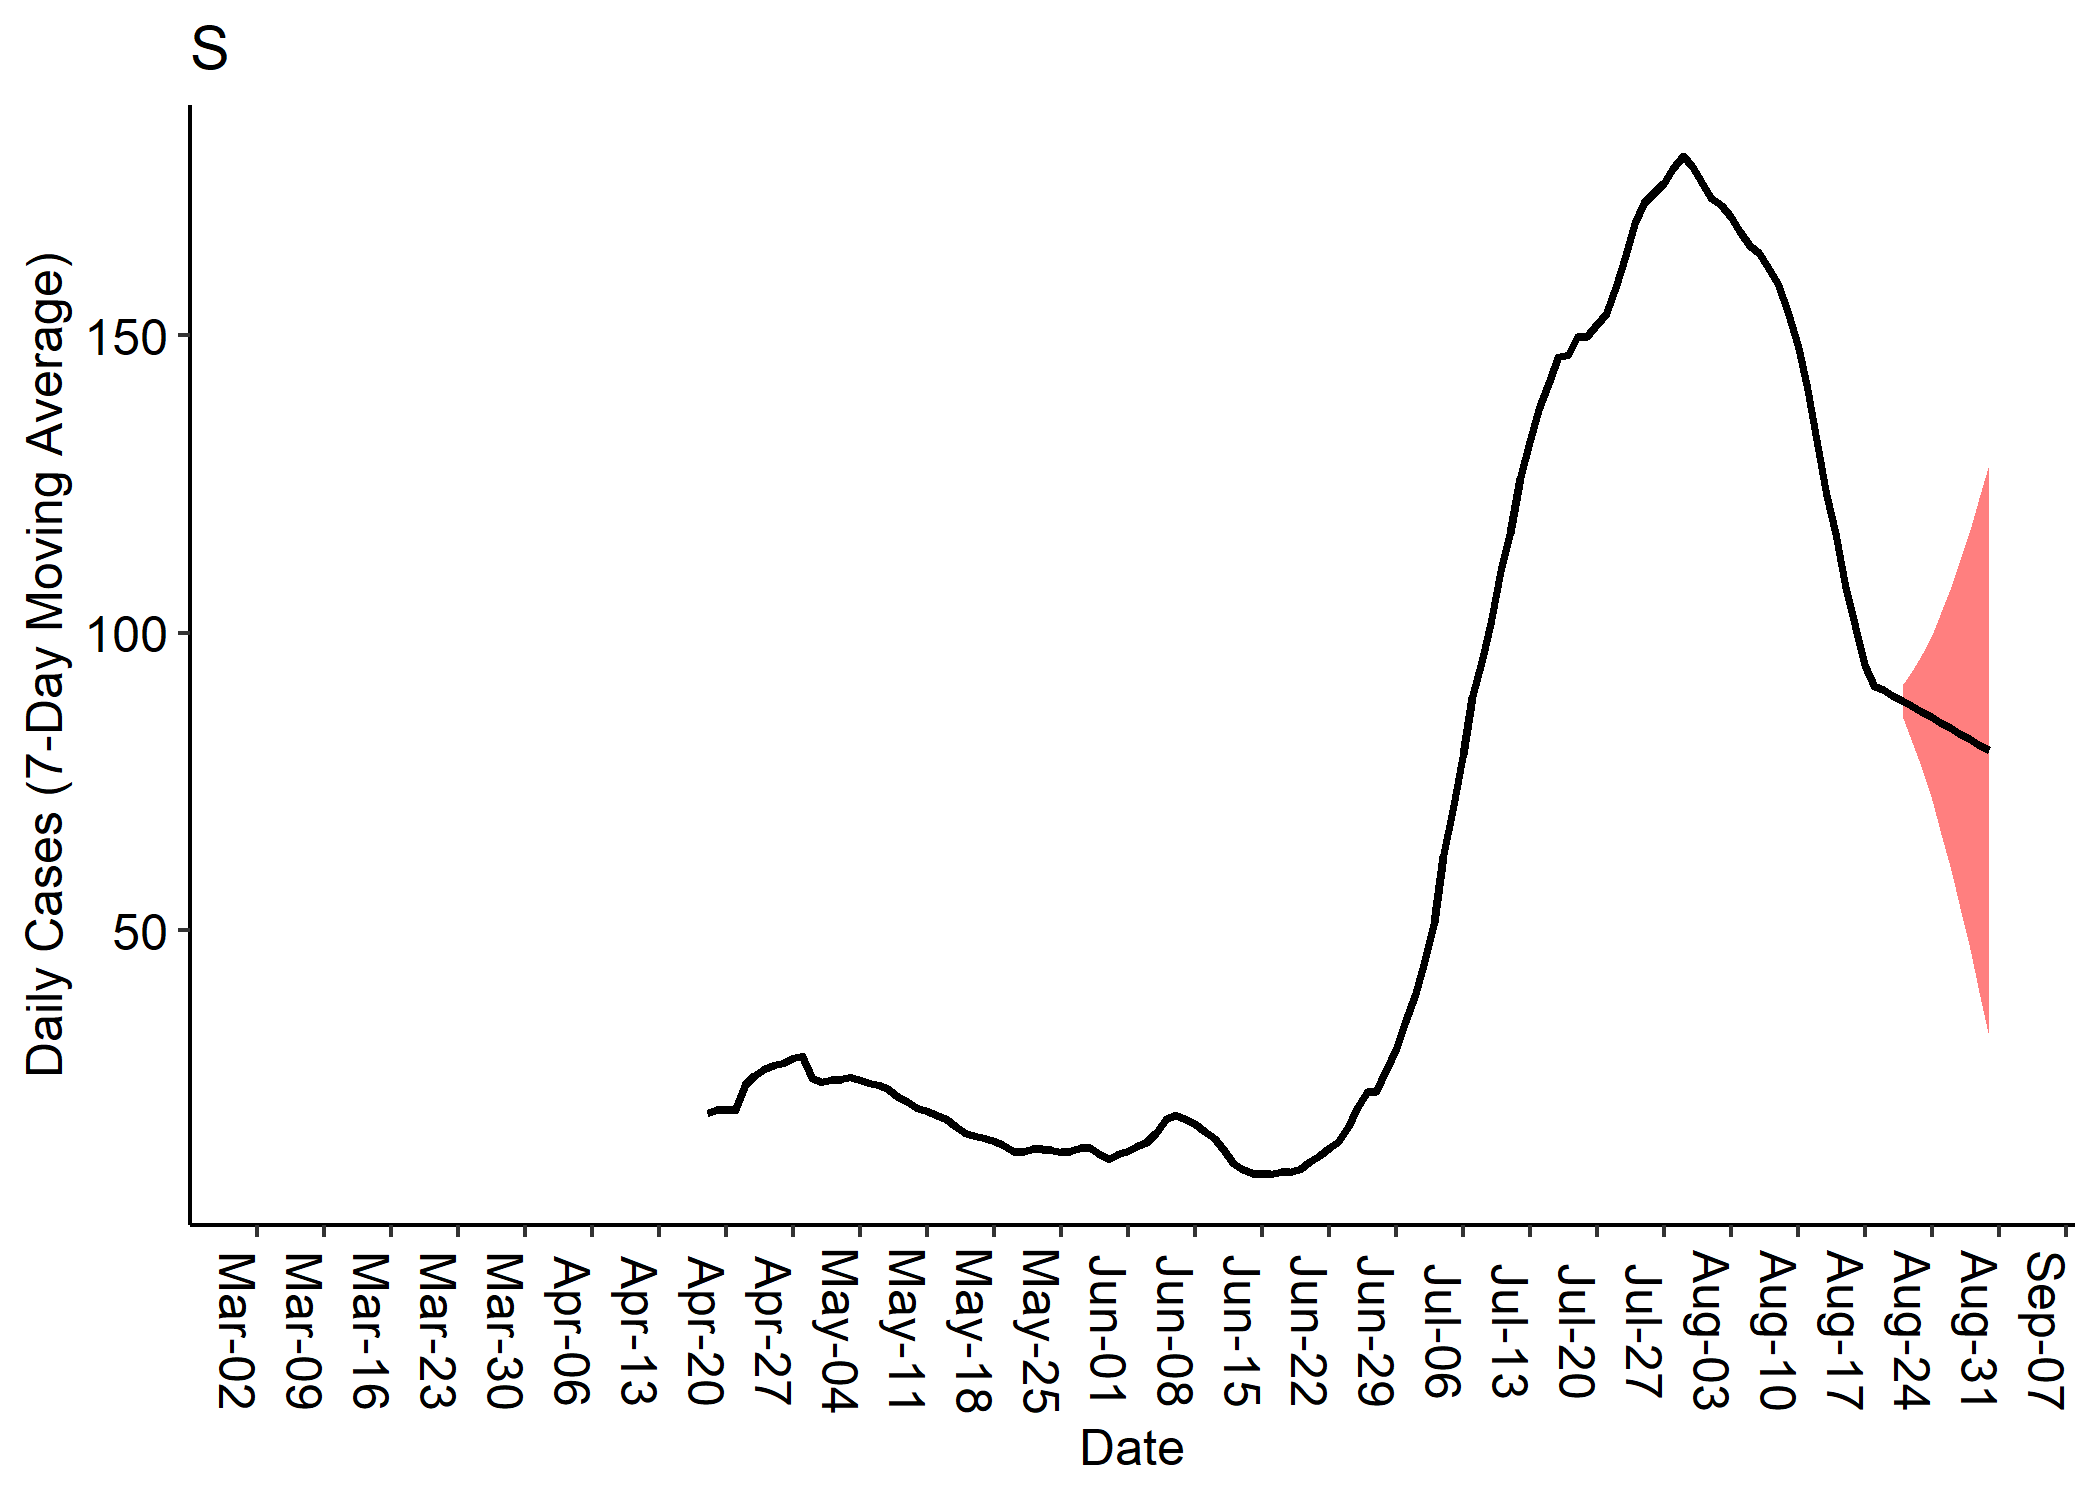 S
Daily Cases (7-Day Moving Average)
150
100
50
Mar-02
Mar-09
Mar-16
Mar-23
Mar-30
Apr-06
Apr-13
Apr-20
Apr-27
May-04
May-11
May-18
May-25
Jun-01
Jun-08
Jun-15
Jun-22
Jun-29
Jul-06
Jul-13
Jul-20
Jul-27
Aug-03
Aug-10
Aug-17
Aug-24
Aug-31
Sep-07
Date